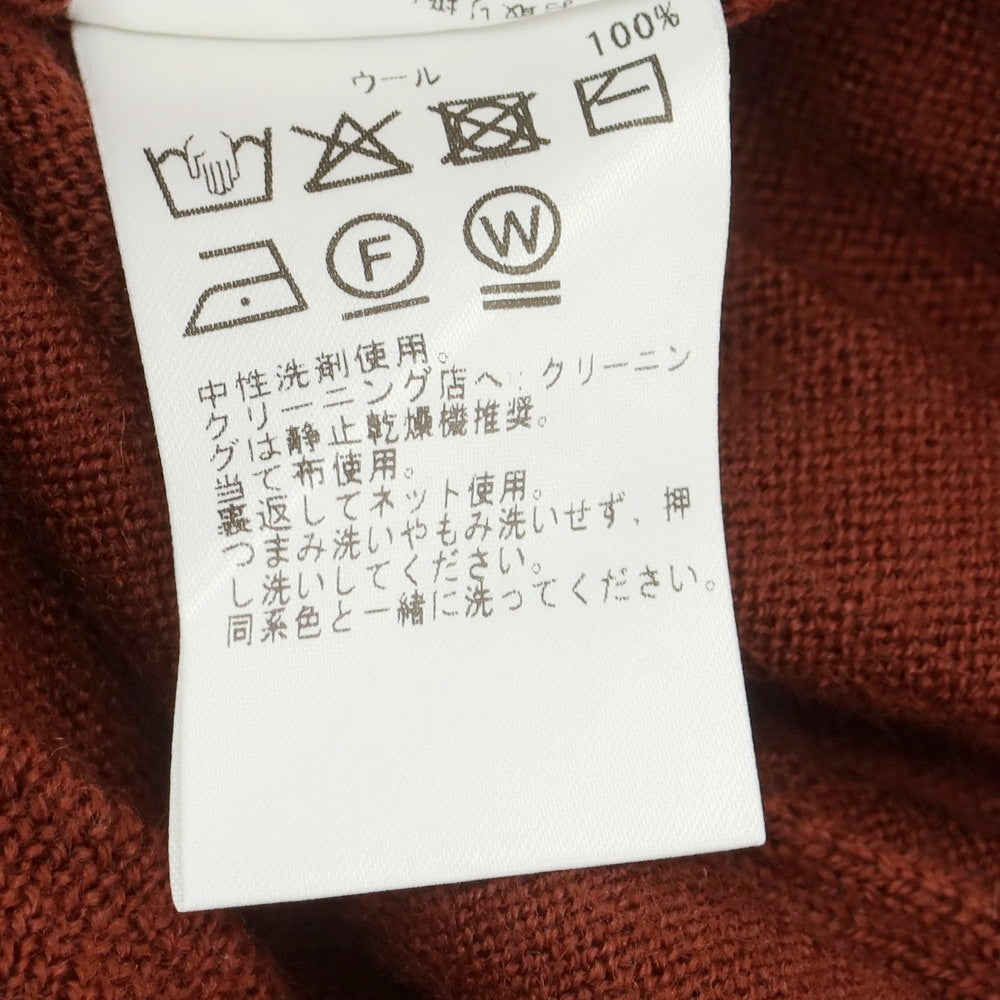 ウール 100%
F
W
中性洗剤使用。
クリーニング店へ:クリーニン
グは静止乾燥機推奨。
当て布使用。
裏返してネット使用。
つまみ洗いやもみ洗いせず、押
し洗いしてください。
同系色と一緒に洗ってください。